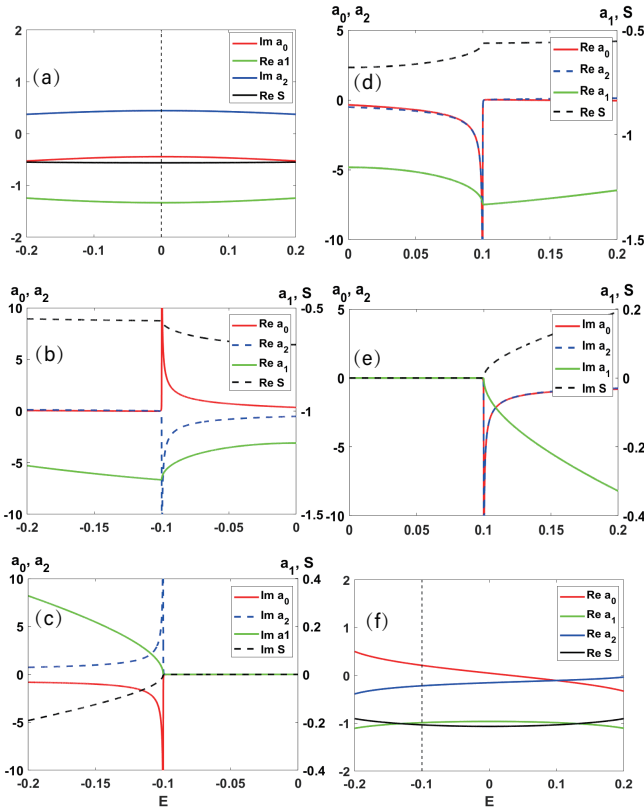 2
1
0
-1
-2
(a)
Im a0
Re a1
Im a2
Re S
-0.2 -0.1 0 0.1 0.2
a0, a2 a1, S
5
0
-5
-10
-0.5
-1
-1.5
(d)
Re a0
Re a2
Re a1
Re S
0 0.05 0.1 0.15 0.2
a0, a2 a1, S
10
5
0
-5
-10
-0.5
-1
-1.5
(b)
Re a0
Re a2
Re a1
Re S
-0.2 -0.15 -0.1 -0.05 0
a0, a2 a1, S
5
0
-5
-10
0.2
0
-0.2
-0.4
(e)
Im a0
Im a2
Im a1
Im S
0 0.05 0.1 0.15 0.2
a0, a2 a1, S
10
5
0
-5
-10
0.4
0.2
0
-0.2
-0.4
(c)
Im a0
Im a2
Im a1
Im S
-0.2 -0.15 -0.1 -0.05 0
E
2
1
0
-1
-2
(f)
Re a0
Re a1
Re a2
Re S
-0.2 -0.1 0 0.1 0.2
E